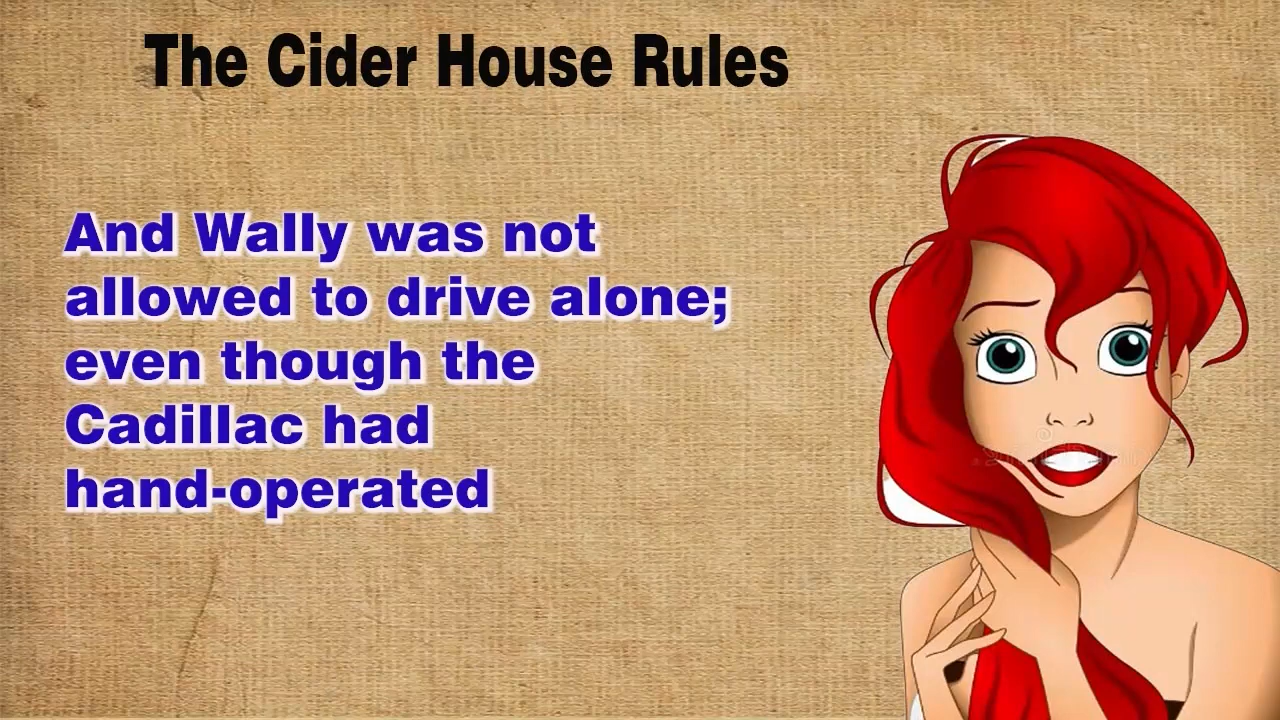 The Cider House Rules
And Wally was not
allowed to drive alone;
even though the
Cadillac had
hand-operated